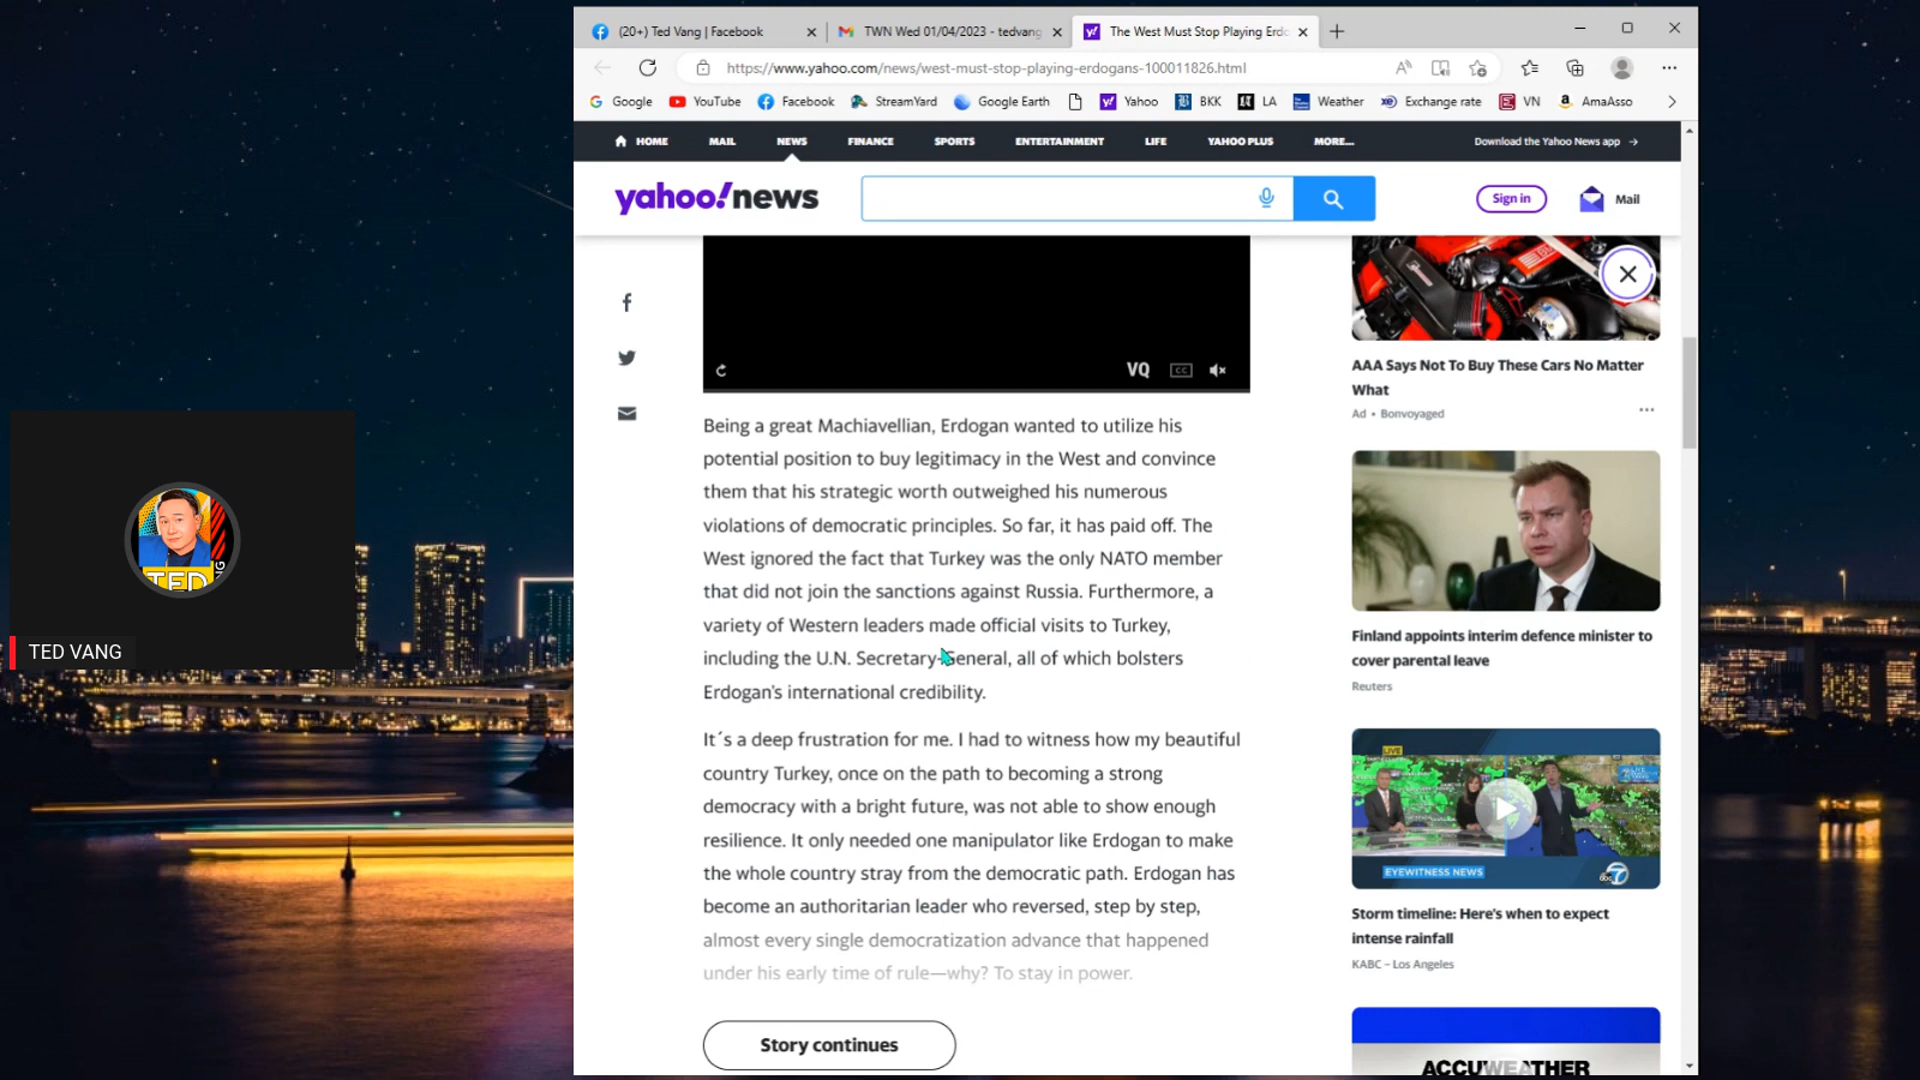 (20+) Ted Vang | Facebook
TWN Wed 01/04/2023 - tedvang
The West Must Stop Playing Erdo
https://www.yahoo.com/news/west-must-stop-playing-erdogans-100011826.html
Google YouTube Facebook StreamYard Google Earth Yahoo BKK LA Weather Exchange rate VN AmaAsso
HOME MAIL NEWS FINANCE SPORTS ENTERTAINMENT LIFE YAHOO PLUS MORE... Download the Yahoo News app →
yahoo!news
Sign in
Mail
VQ CC
Being a great Machiavellian, Erdogan wanted to utilize his
potential position to buy legitimacy in the West and convince
them that his strategic worth outweighed his numerous
violations of democratic principles. So far, it has paid off. The
West ignored the fact that Turkey was the only NATO member
that did not join the sanctions against Russia. Furthermore, a
variety of Western leaders made official visits to Turkey,
including the U.N. Secretary-General, all of which bolsters
Erdogan's international credibility.
It´s a deep frustration for me. I had to witness how my beautiful
country Turkey, once on the path to becoming a strong
democracy with a bright future, was not able to show enough
resilience. It only needed one manipulator like Erdogan to make
the whole country stray from the democratic path. Erdogan has
become an authoritarian leader who reversed, step by step,
almost every single democratization advance that happened
under his early time of rule—why? To stay in power.
Story continues
AAA Says Not To Buy These Cars No Matter
What
Ad • Bonvoyaged
Finland appoints interim defence minister to
cover parental leave
Reuters
LIVE
EYEWITNESS NEWS
abc 7
Storm timeline: Here's when to expect
intense rainfall
KABC – Los Angeles
ACCUWEATHER
TED
NG
TED VANG